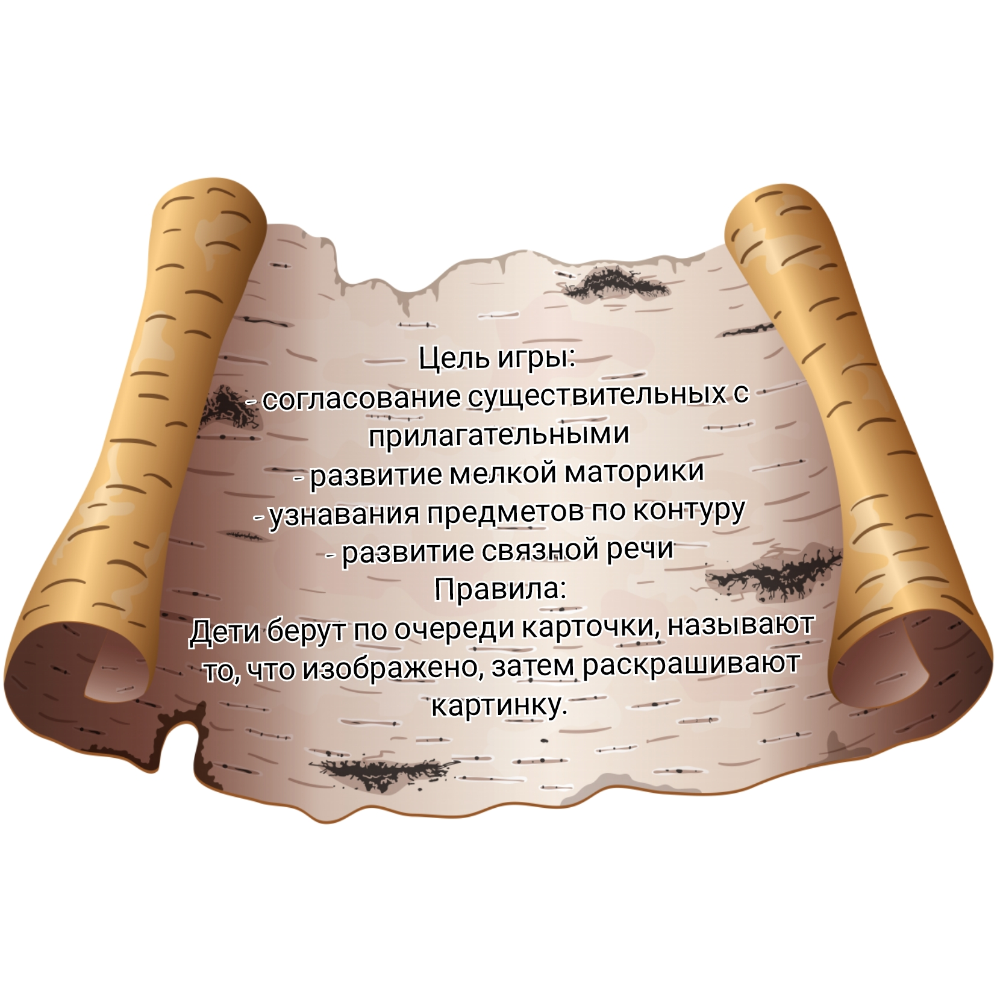 Цель игры:
- согласование существительных с
прилагательными
- развитие мелкой маторики
- узнавания предметов по контуру
- развитие связной речи
Правила:
Дети берут по очереди карточки, называют
то, что изображено, затем раскрашивают
картинку.